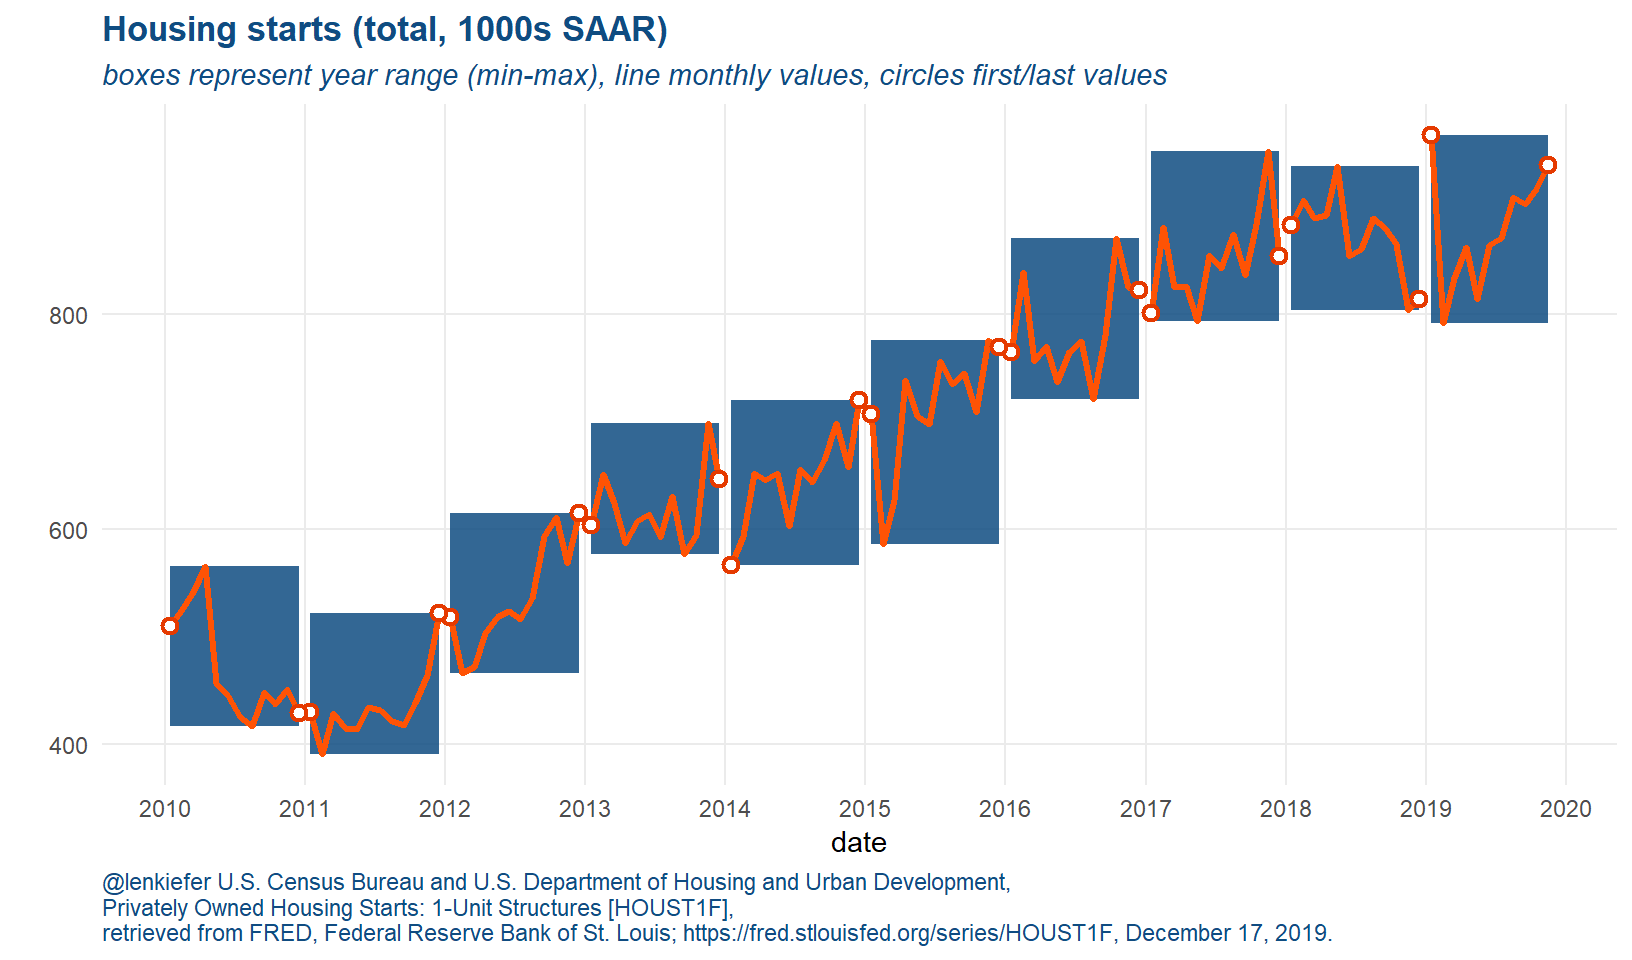 Housing starts (total, 1000s SAAR)
boxes represent year range (min-max), line monthly values, circles first/last values
800
600
400
2010 2011 2012 2013 2014 2015 2016 2017 2018 2019 2020
date
@lenkiefer U.S. Census Bureau and U.S. Department of Housing and Urban Development,
Privately Owned Housing Starts: 1-Unit Structures [HOUST1F],
retrieved from FRED, Federal Reserve Bank of St. Louis; https://fred.stlouisfed.org/series/HOUST1F, December 17, 2019.